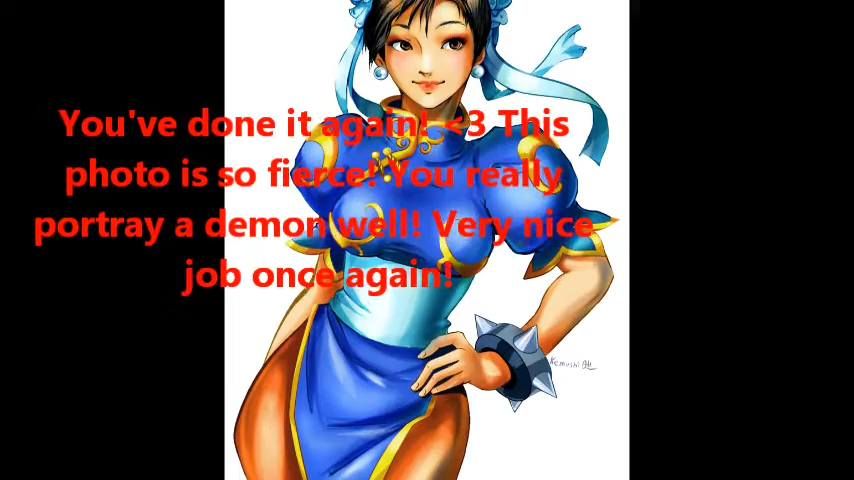 You've done it again! <3 This
photo is so fierce! You really
portray a demon well! Very nice
job once again!
Kemushi